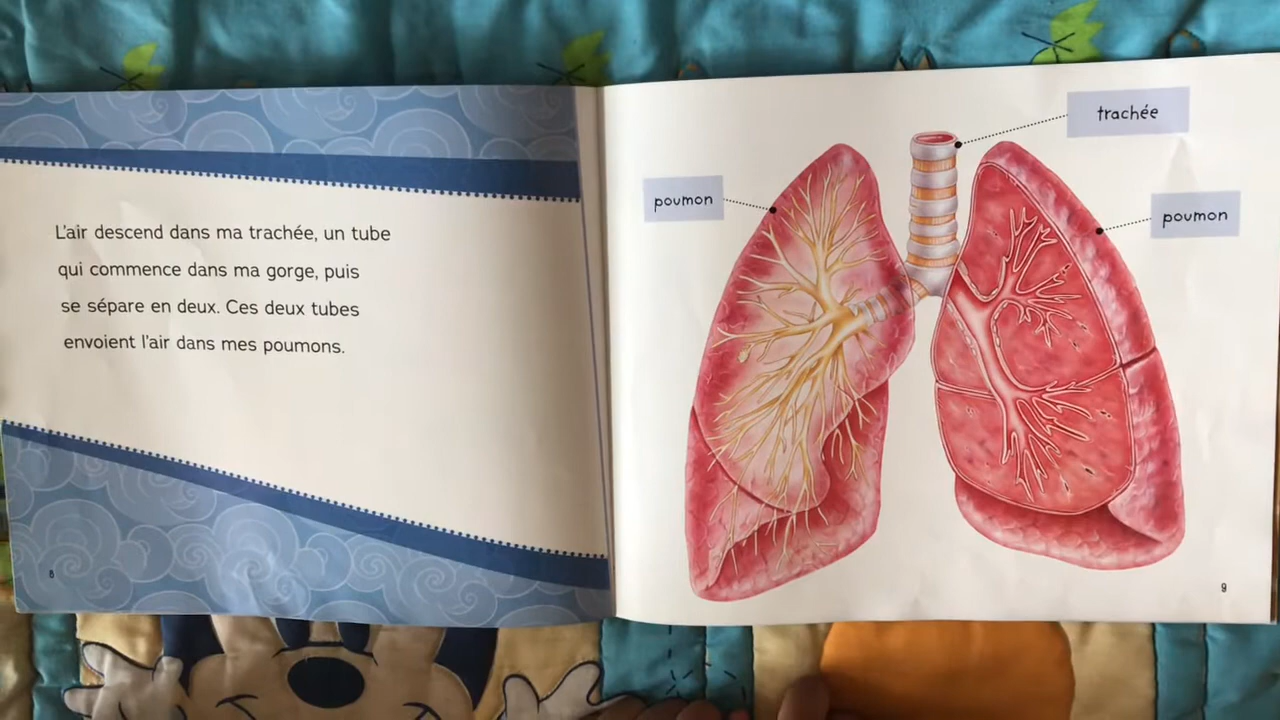 L'air descend dans ma trachée, un tube
qui commence dans ma gorge, puis
se sépare en deux. Ces deux tubes
envoient l'air dans mes poumons.
8
trachée
poumon
poumon
9